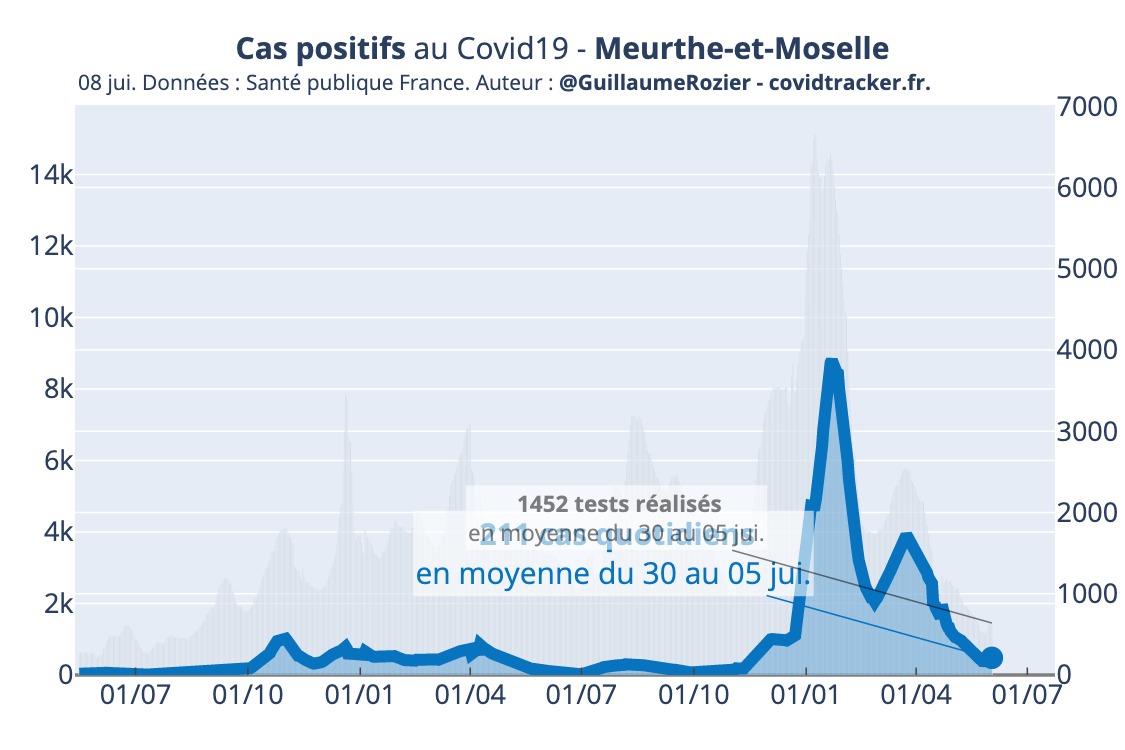 Cas positifs au Covid19 - Meurthe-et-Moselle
08 jui. Données : Santé publique France. Auteur : @GuillaumeRozier - covidtracker.fr.
7000
14k
6000
12k
5000
10k
4000
8k
3000
6k
1452 tests réalisés
en moyenne du 30 au 05 jui.
211 cas quotidiens
en moyenne du 30 au 05 jui.
2000
4k
1000
2k
0
0
01/07 01/10 01/01 01/04 01/07 01/10 01/01 01/04 01/07